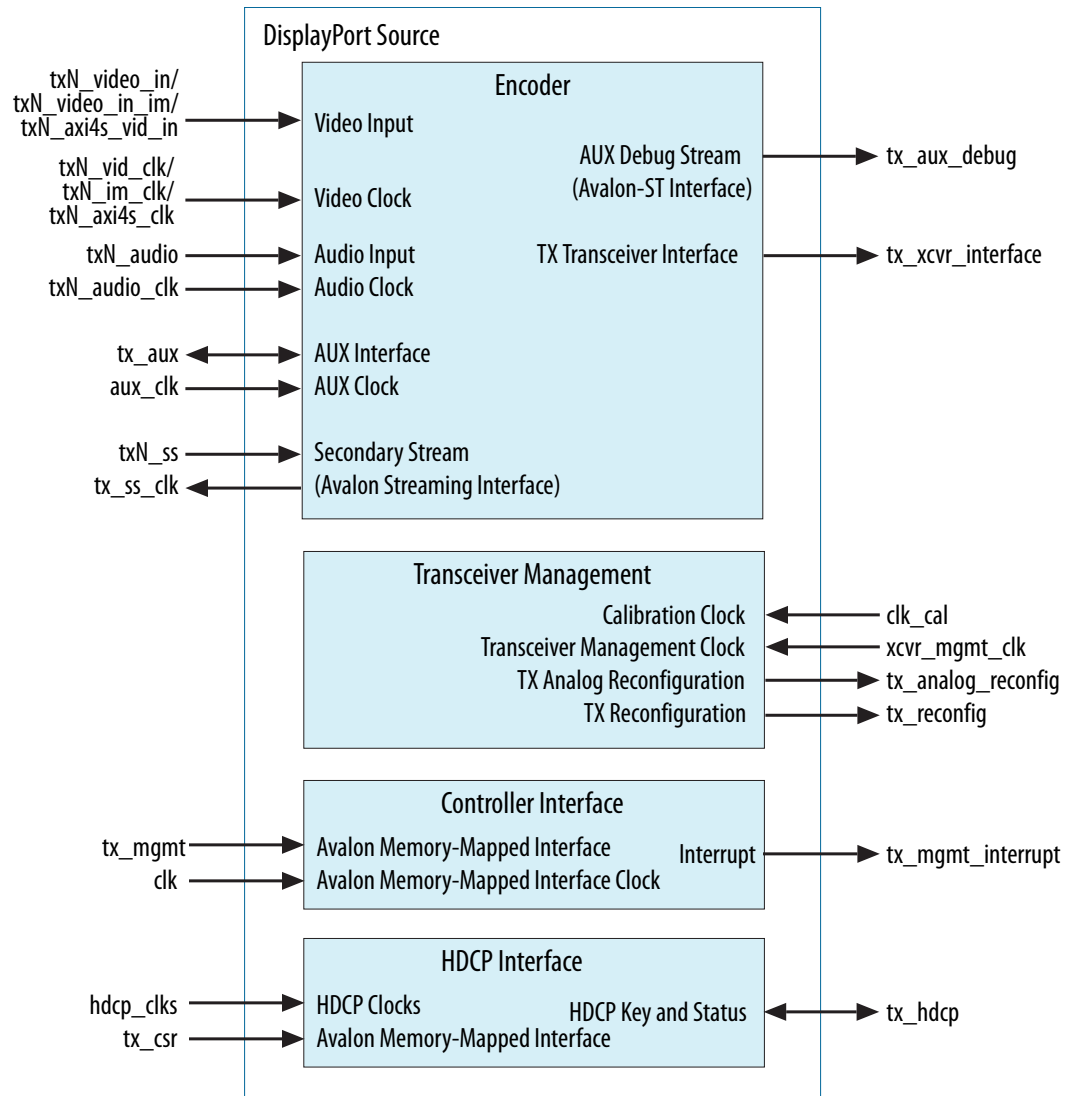 DisplayPort Source
Encoder
txN_video_in/
txN_video_in_im/
txN_axi4s_vid_in
Video Input
txN_vid_clk/
txN_im_clk/
txN_axi4s_clk
Video Clock
txN_audio
Audio Input
txN_audio_clk
Audio Clock
tx_aux
AUX Interface
aux_clk
AUX Clock
txN_ss
Secondary Stream
tx_ss_clk
(Avalon Streaming Interface)
AUX Debug Stream
(Avalon-ST Interface)
tx_aux_debug
TX Transceiver Interface
tx_xcvr_interface
Transceiver Management
Calibration Clock
clk_cal
Transceiver Management Clock
xcvr_mgmt_clk
TX Analog Reconfiguration
tx_analog_reconfig
TX Reconfiguration
tx_reconfig
Controller Interface
tx_mgmt
Avalon Memory-Mapped Interface
clk
Avalon Memory-Mapped Interface Clock
Interrupt
tx_mgmt_interrupt
HDCP Interface
hdcp_clks
HDCP Clocks
tx_csr
Avalon Memory-Mapped Interface
HDCP Key and Status
tx_hdcp